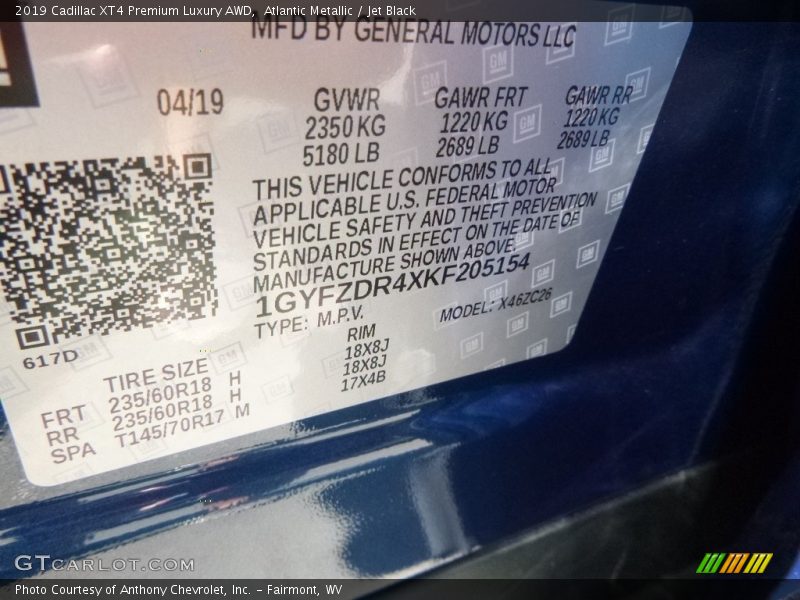 2019 Cadillac XT4 Premium Luxury AWD, Atlantic Metallic / Jet Black
MFD BY GENERAL MOTORS LLC
04/19
GVWR
2350 KG
5180 LB
GAWR FRT
1220 KG
2689 LB
GAWR RR
1220 KG
2689 LB
THIS VEHICLE CONFORMS TO ALL
APPLICABLE U.S. FEDERAL MOTOR
VEHICLE SAFETY AND THEFT PREVENTION
STANDARDS IN EFFECT ON THE DATE OF
MANUFACTURE SHOWN ABOVE.
1GYFZDR4XKF205154
TYPE: M.P.V.
MODEL: X46ZC26
617D
TIRE SIZE RIM
FRT 235/60R18 H 18X8J
RR 235/60R18 H 18X8J
SPA T145/70R17 M 17X4B
GTCARLOT.COM
Photo Courtesy of Anthony Chevrolet, Inc. – Fairmont, WV